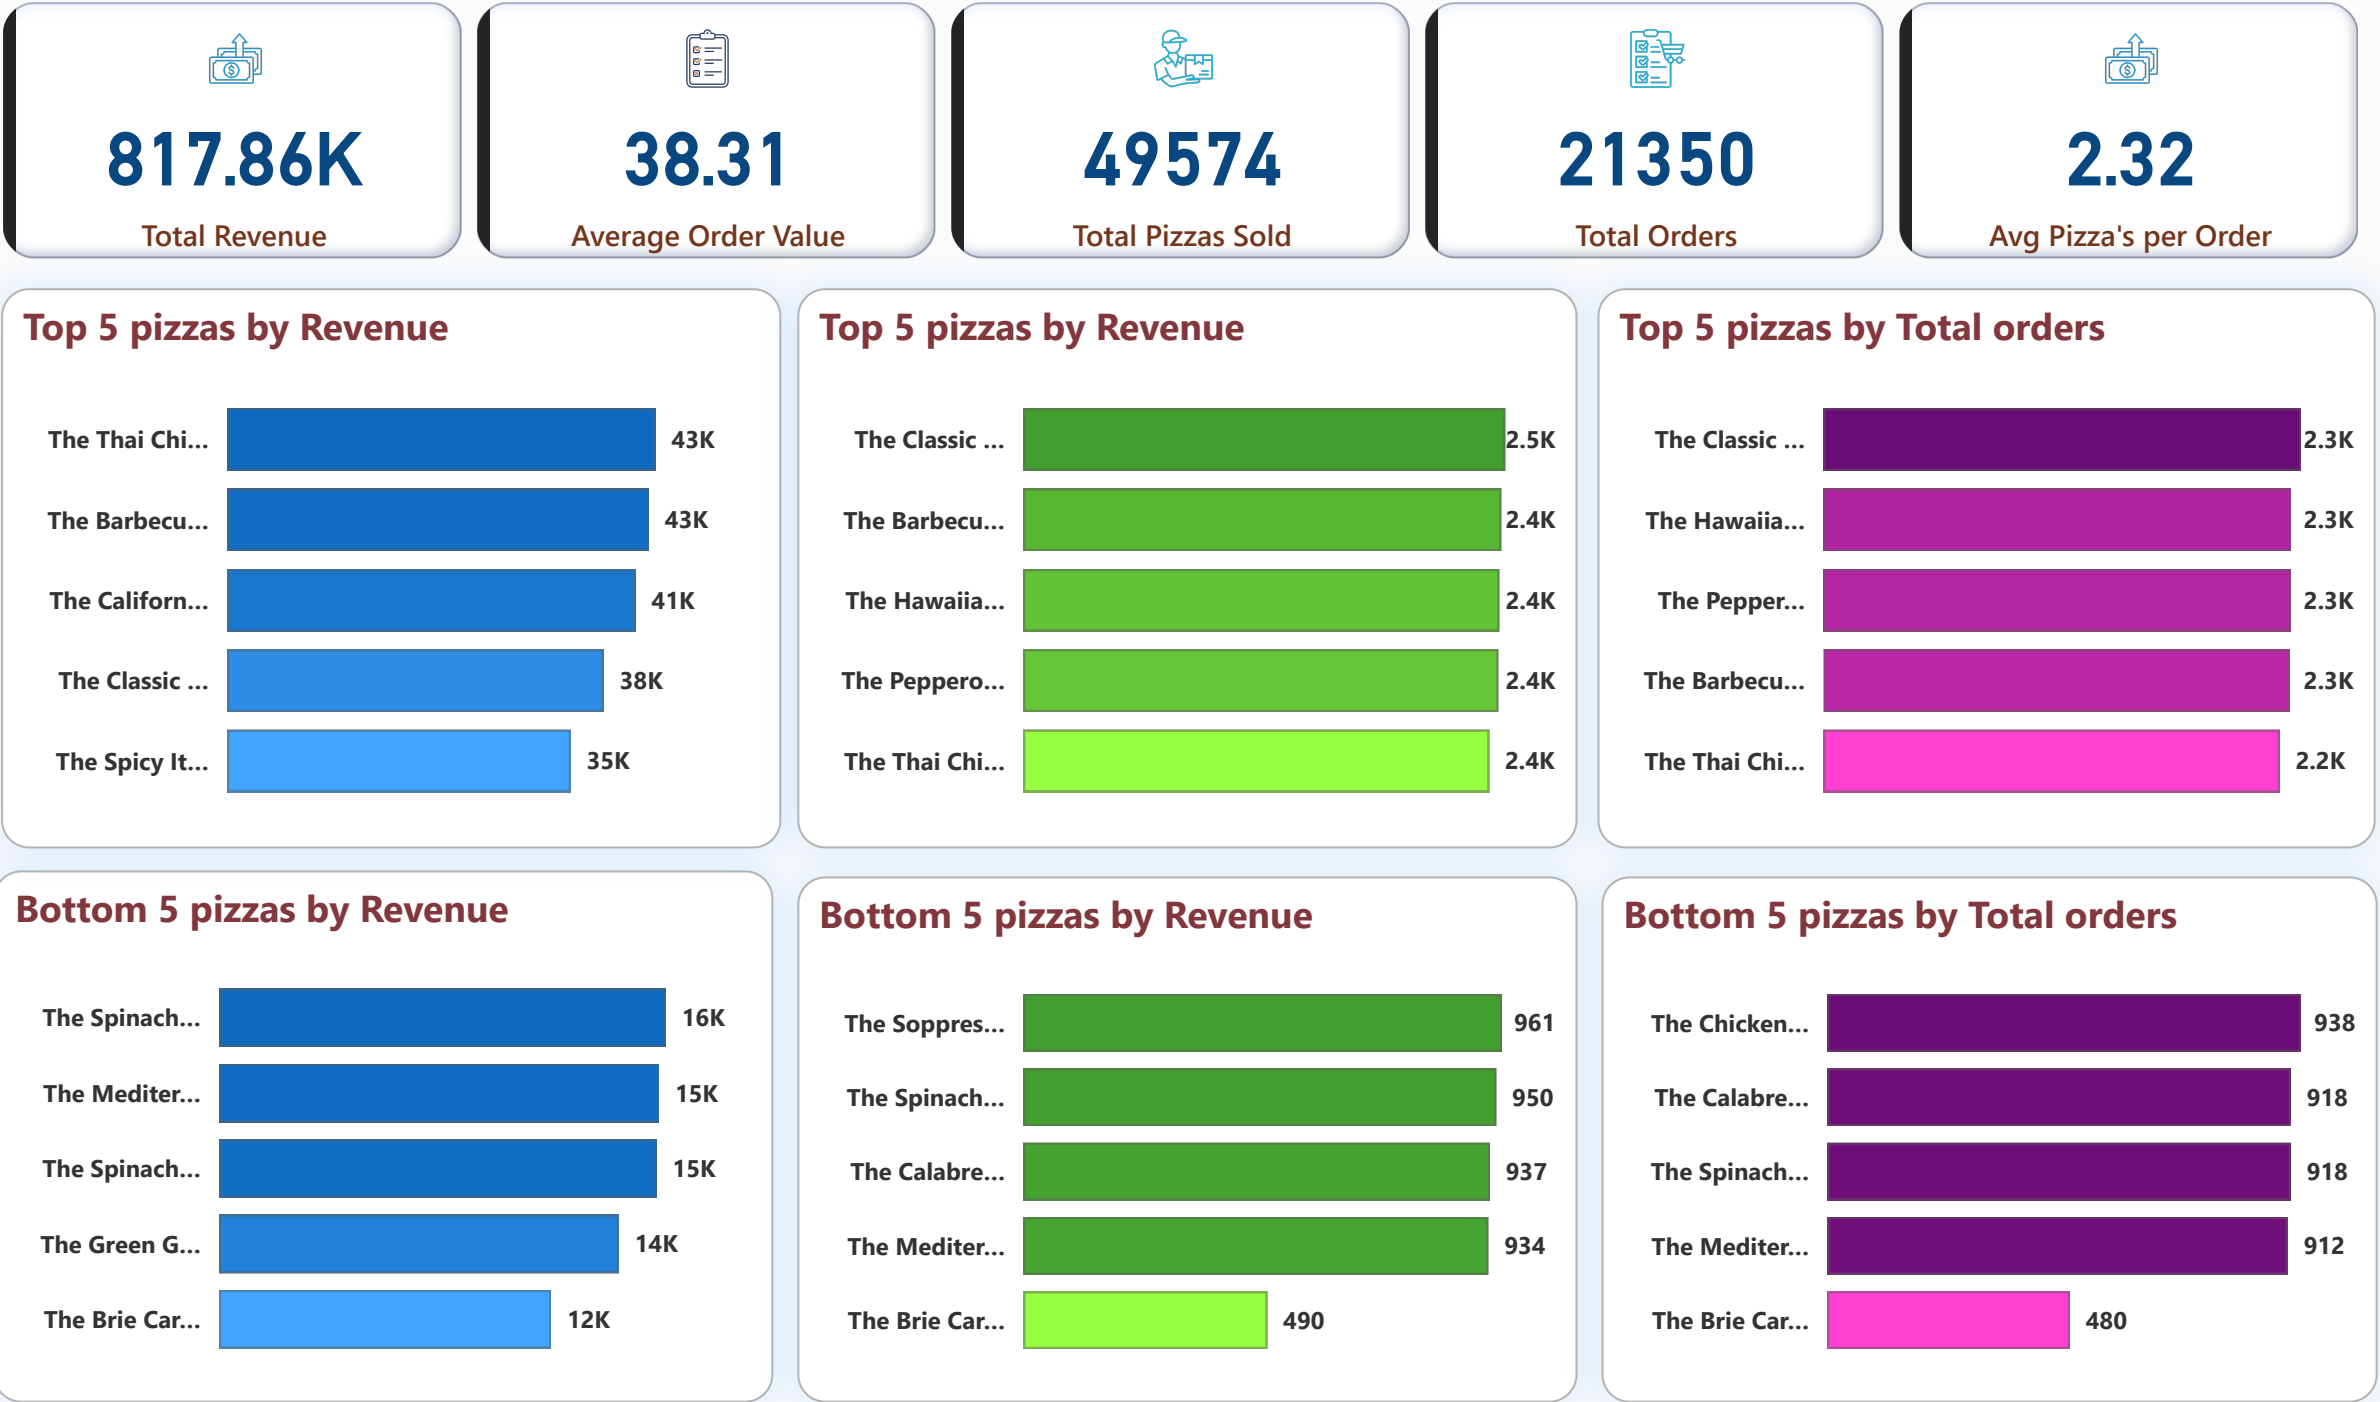 817.86K
Total Revenue
38.31
Average Order Value
49574
Total Pizzas Sold
21350
Total Orders
2.32
Avg Pizza's per Order
Top 5 pizzas by Revenue
The Thai Chi... 43K
The Barbecu... 43K
The Californ... 41K
The Classic ... 38K
The Spicy It... 35K
Top 5 pizzas by Revenue
The Classic ... 2.5K
The Barbecu... 2.4K
The Hawaiia... 2.4K
The Peppero... 2.4K
The Thai Chi... 2.4K
Top 5 pizzas by Total orders
The Classic ... 2.3K
The Hawaiia... 2.3K
The Pepper... 2.3K
The Barbecu... 2.3K
The Thai Chi... 2.2K
Bottom 5 pizzas by Revenue
The Spinach... 16K
The Mediter... 15K
The Spinach... 15K
The Green G... 14K
The Brie Car... 12K
Bottom 5 pizzas by Revenue
The Soppres... 961
The Spinach... 950
The Calabre... 937
The Mediter... 934
The Brie Car... 490
Bottom 5 pizzas by Total orders
The Chicken... 938
The Calabre... 918
The Spinach... 918
The Mediter... 912
The Brie Car... 480